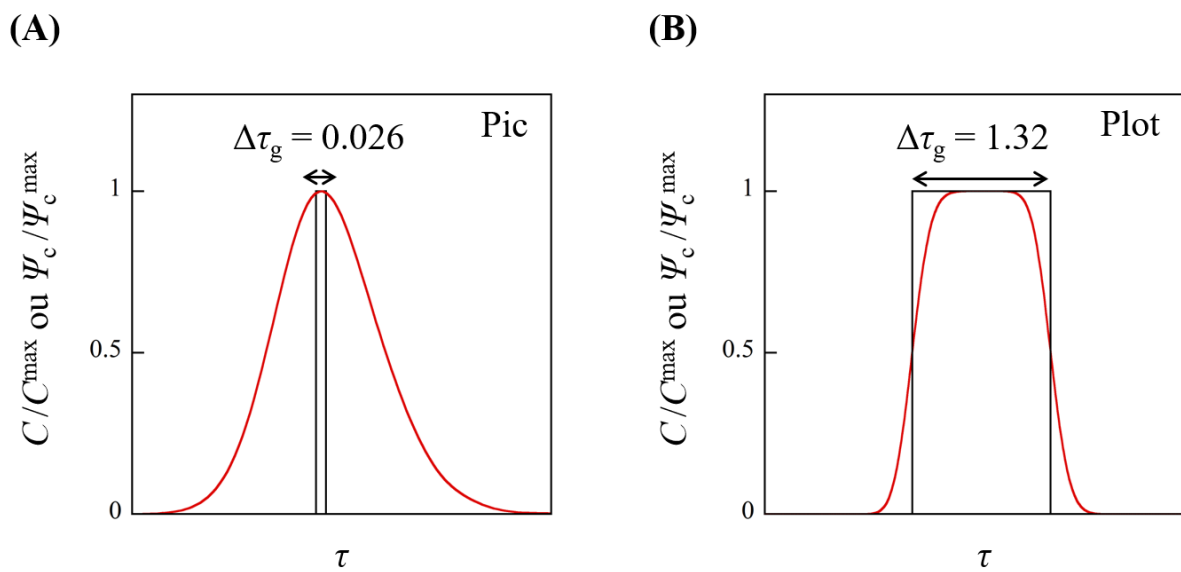 (A)
Pic
Δτg = 0.026
C/Cmax ou Ψc/Ψcmax
1
0.5
0
τ
(B)
Plot
Δτg = 1.32
C/Cmax ou Ψc/Ψcmax
1
0.5
0
τ